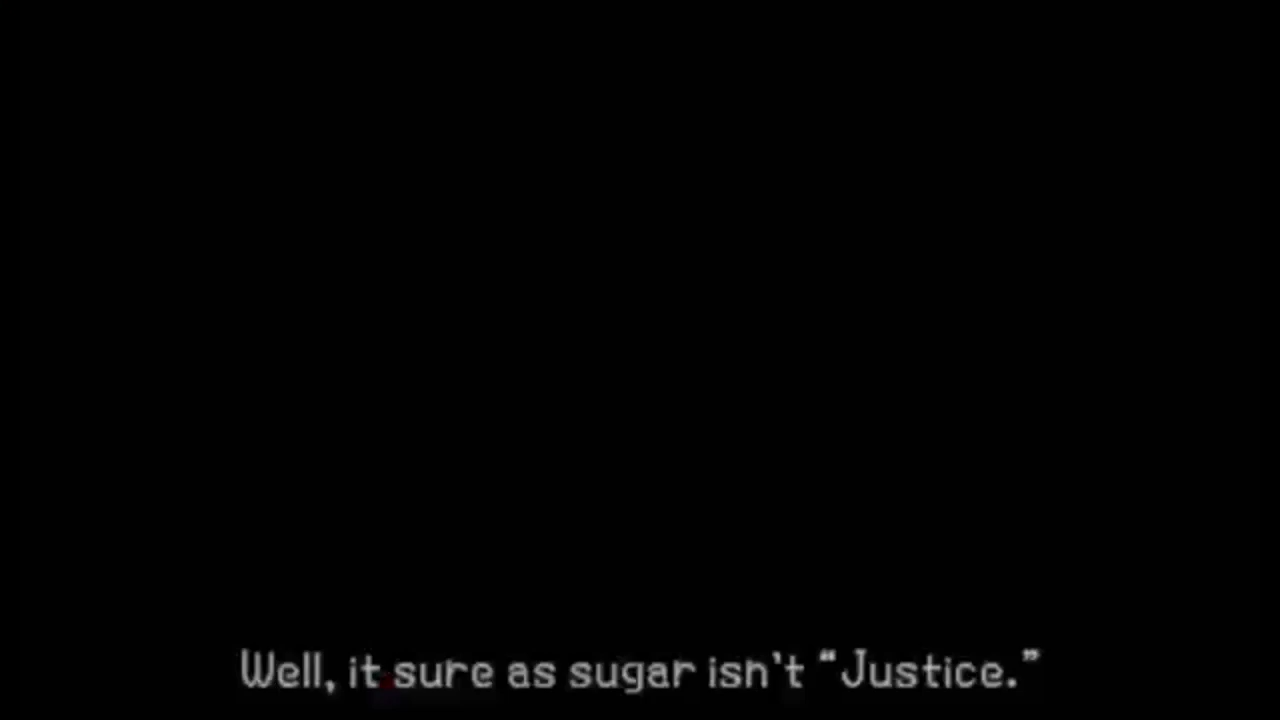 Well, it sure as sugar isn't “Justice.”